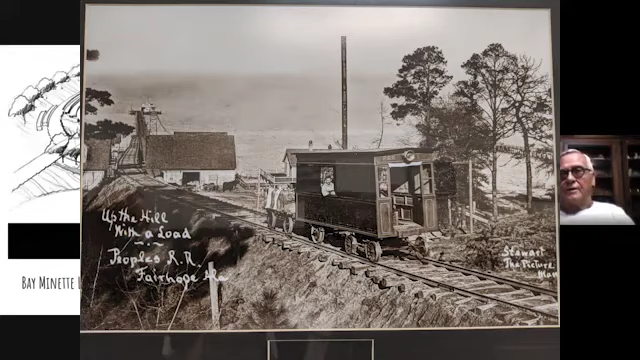 Up the Hill
With a Load
Peoples R.R.
Fairhope Ala
Stewart
The Picture
Man
BAY MINETTE